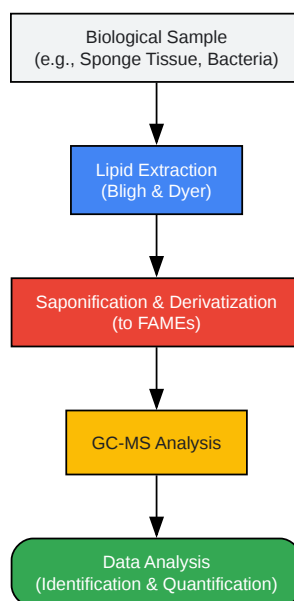 Biological Sample
(e.g., Sponge Tissue, Bacteria)
Lipid Extraction
(Bligh & Dyer)
Saponification & Derivatization
(to FAMEs)
GC-MS Analysis
Data Analysis
(Identification & Quantification)